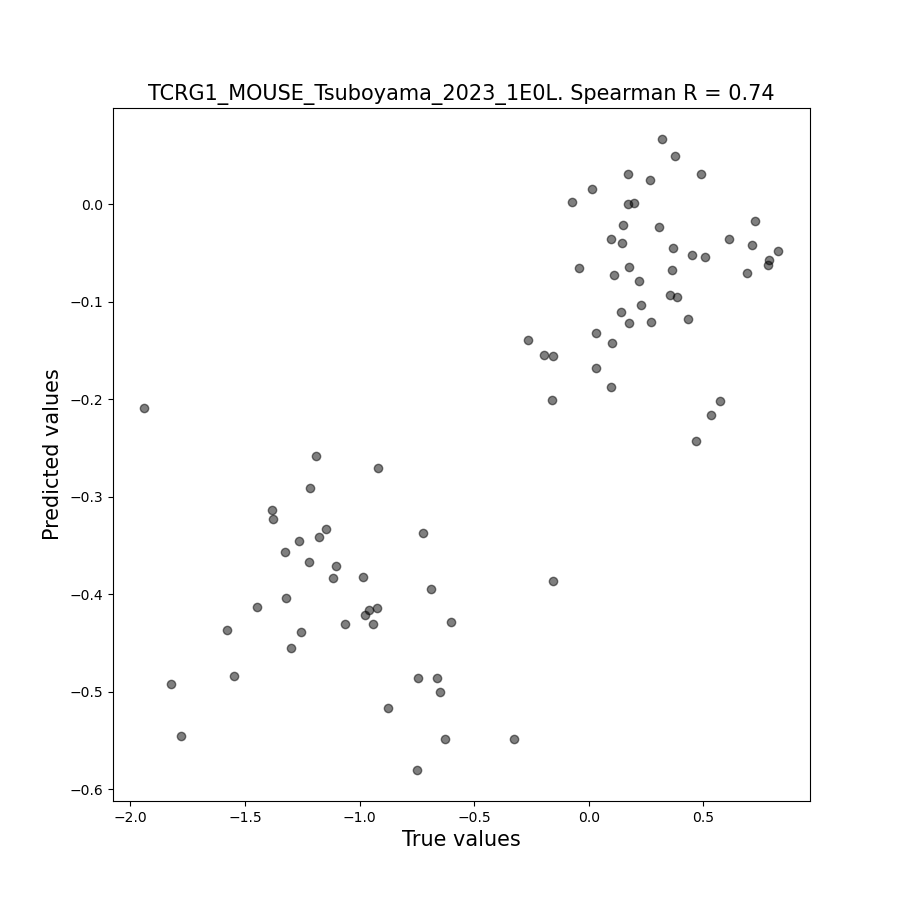 TCRG1_MOUSE_Tsuboyama_2023_1E0L. Spearman R = 0.74
0.0
−0.1
−0.2
−0.3
−0.4
−0.5
−0.6
Predicted values
−2.0 −1.5 −1.0 −0.5 0.0 0.5
True values